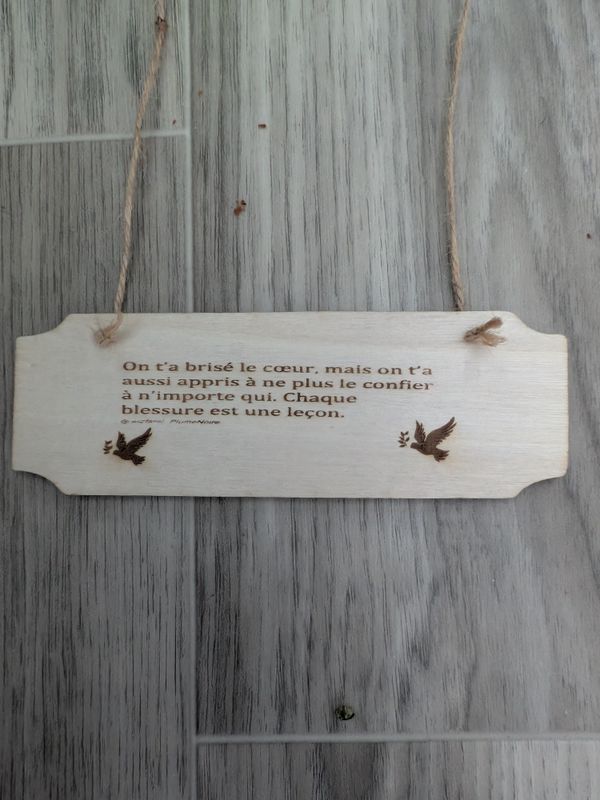 On t'a brisé le cœur, mais on t'a
aussi appris à ne plus le confier
à n'importe qui. Chaque
blessure est une leçon.
PlumeNoire